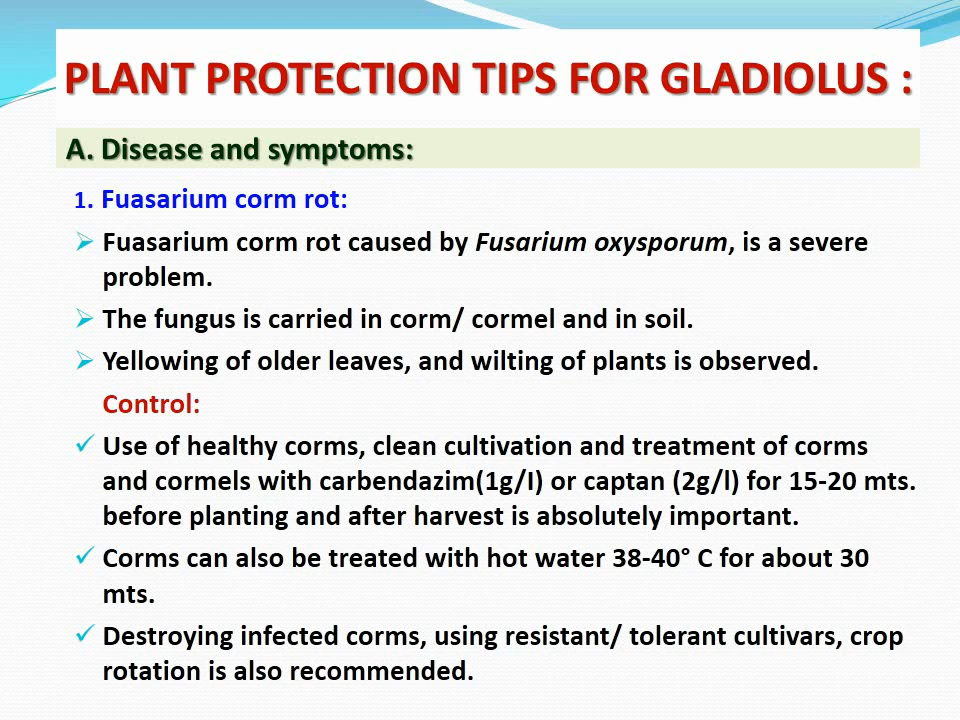 PLANT PROTECTION TIPS FOR GLADIOLUS :
A. Disease and symptoms:
1. Fuasarium corm rot:
Fuasarium corm rot caused by Fusarium oxysporum, is a severe
problem.
The fungus is carried in corm/ cormel and in soil.
Yellowing of older leaves, and wilting of plants is observed.
Control:
Use of healthy corms, clean cultivation and treatment of corms
and cormels with carbendazim(1g/I) or captan (2g/l) for 15-20 mts.
before planting and after harvest is absolutely important.
Corms can also be treated with hot water 38-40° C for about 30
mts.
Destroying infected corms, using resistant/ tolerant cultivars, crop
rotation is also recommended.